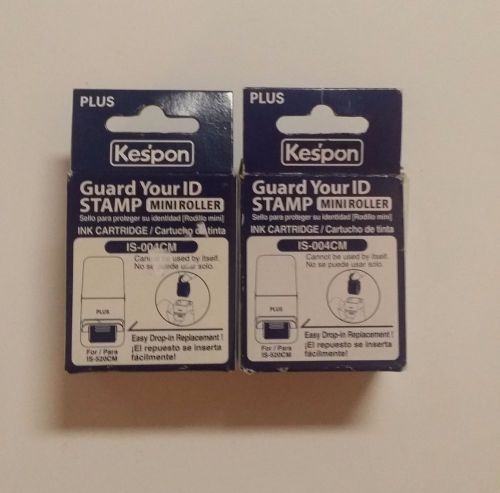 PLUS
Kespon
Guard Your ID
STAMP MINI ROLLER
Sello para proteger su identidad [Rodillo mini]
INK CARTRIDGE / Cartucho de tinta
IS-004CM
Cannot be used by itself.
No se puede usar solo.
PLUS
Easy Drop-in Replacement !
¡El repuesto se inserta
fácilmente!
For / Para
IS-520CM
PLUS
Kespon
Guard Your ID
STAMP MINI ROLLER
Sello para proteger su identidad [Rodillo mini]
INK CARTRIDGE / Cartucho de tinta
IS-004CM
Cannot be used by itself.
No se puede usar solo.
PLUS
Easy Drop-in Replacement !
¡El repuesto se inserta
fácilmente!
For / Para
IS-520CM